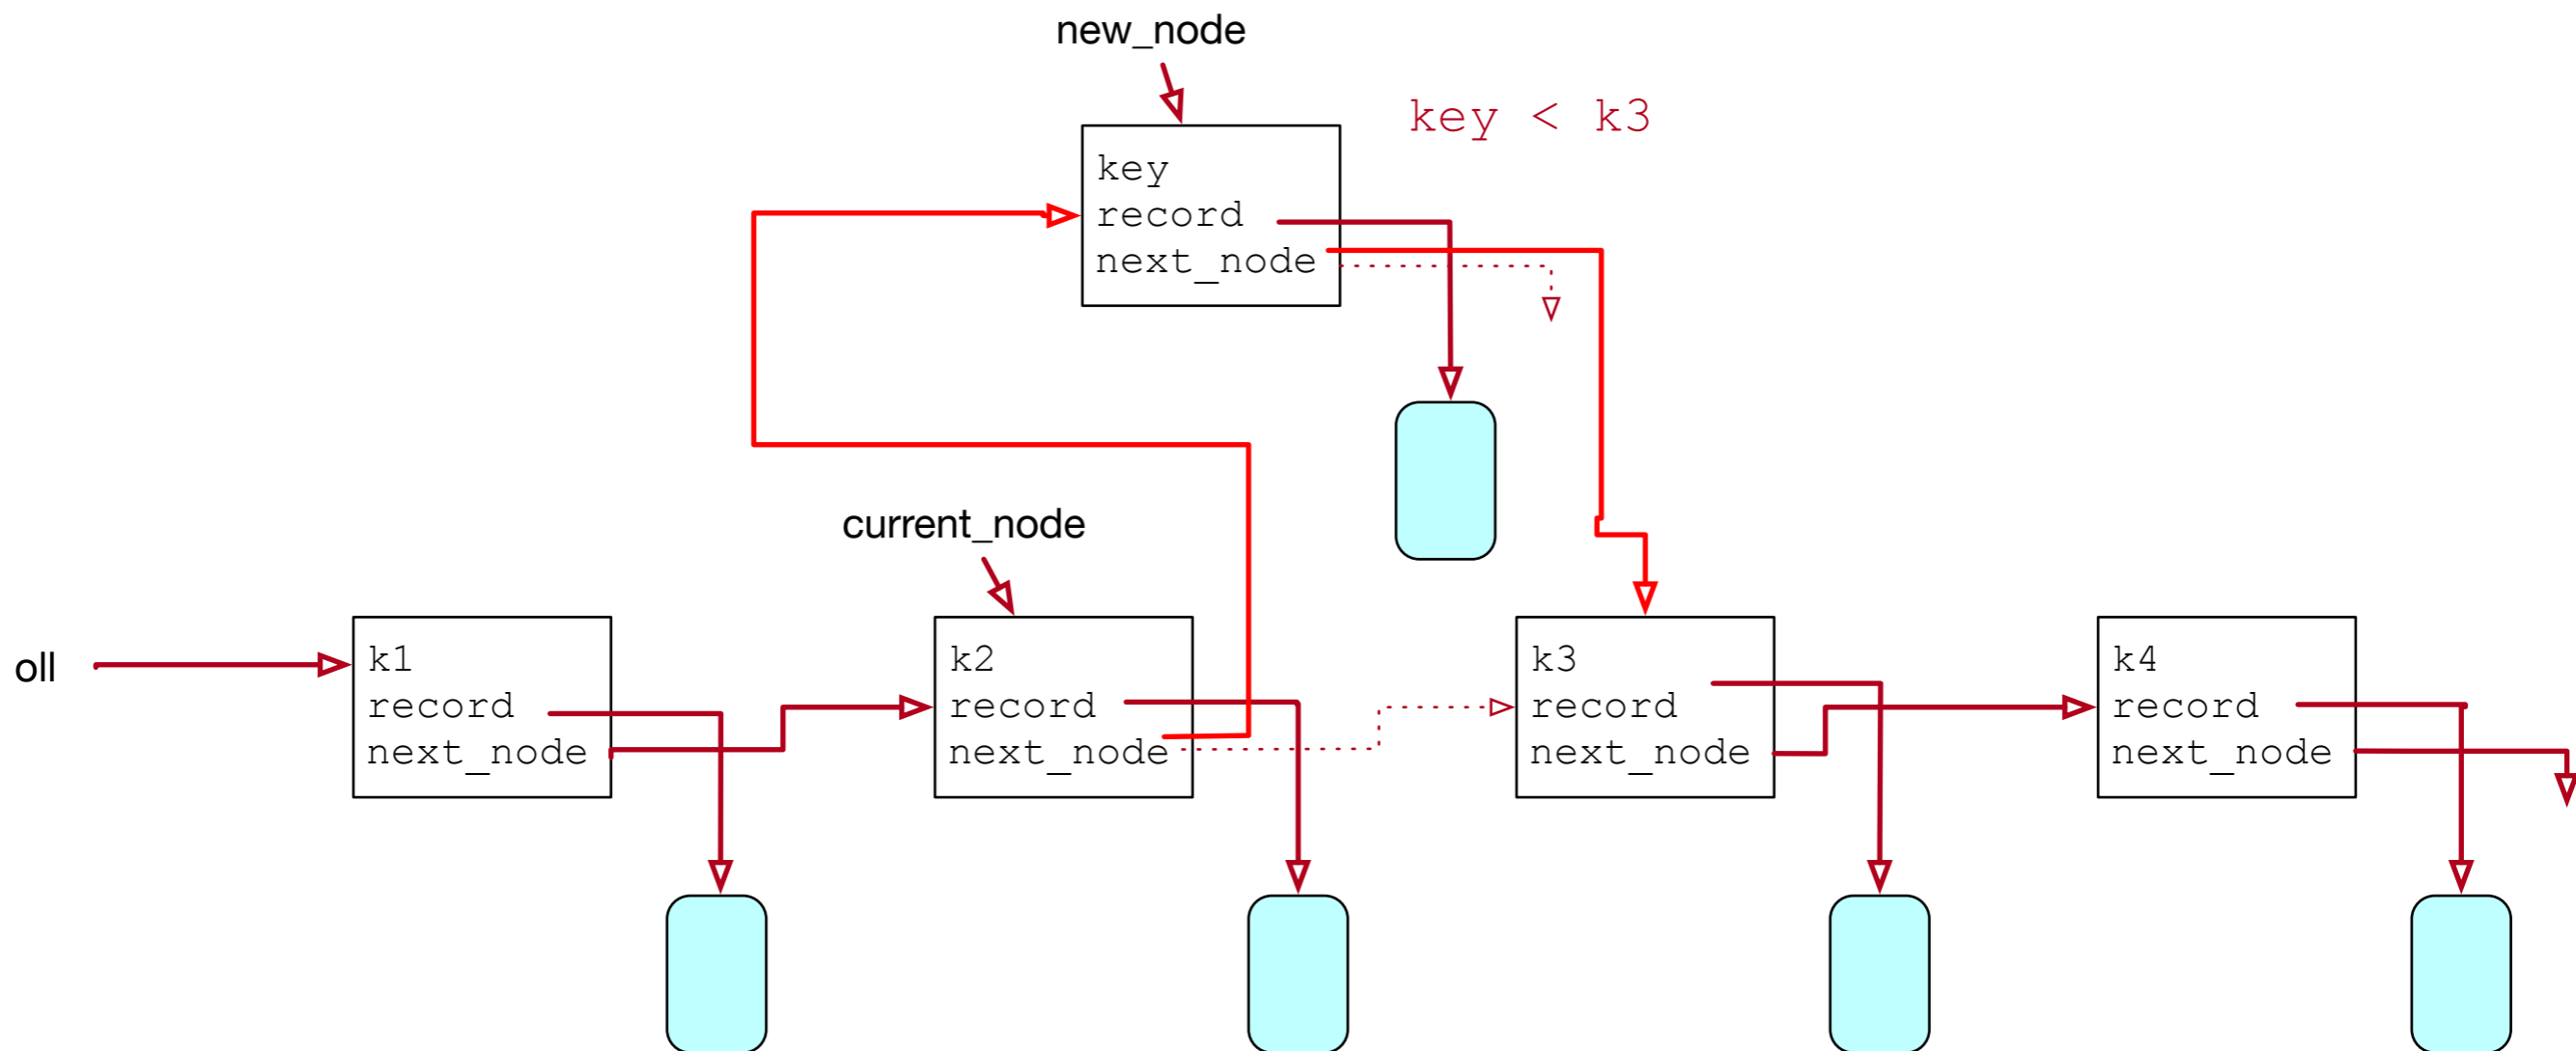 new_node
key < k3
key
record
next_node
current_node
oll
k1
record
next_node
k2
record
next_node
k3
record
next_node
k4
record
next_node